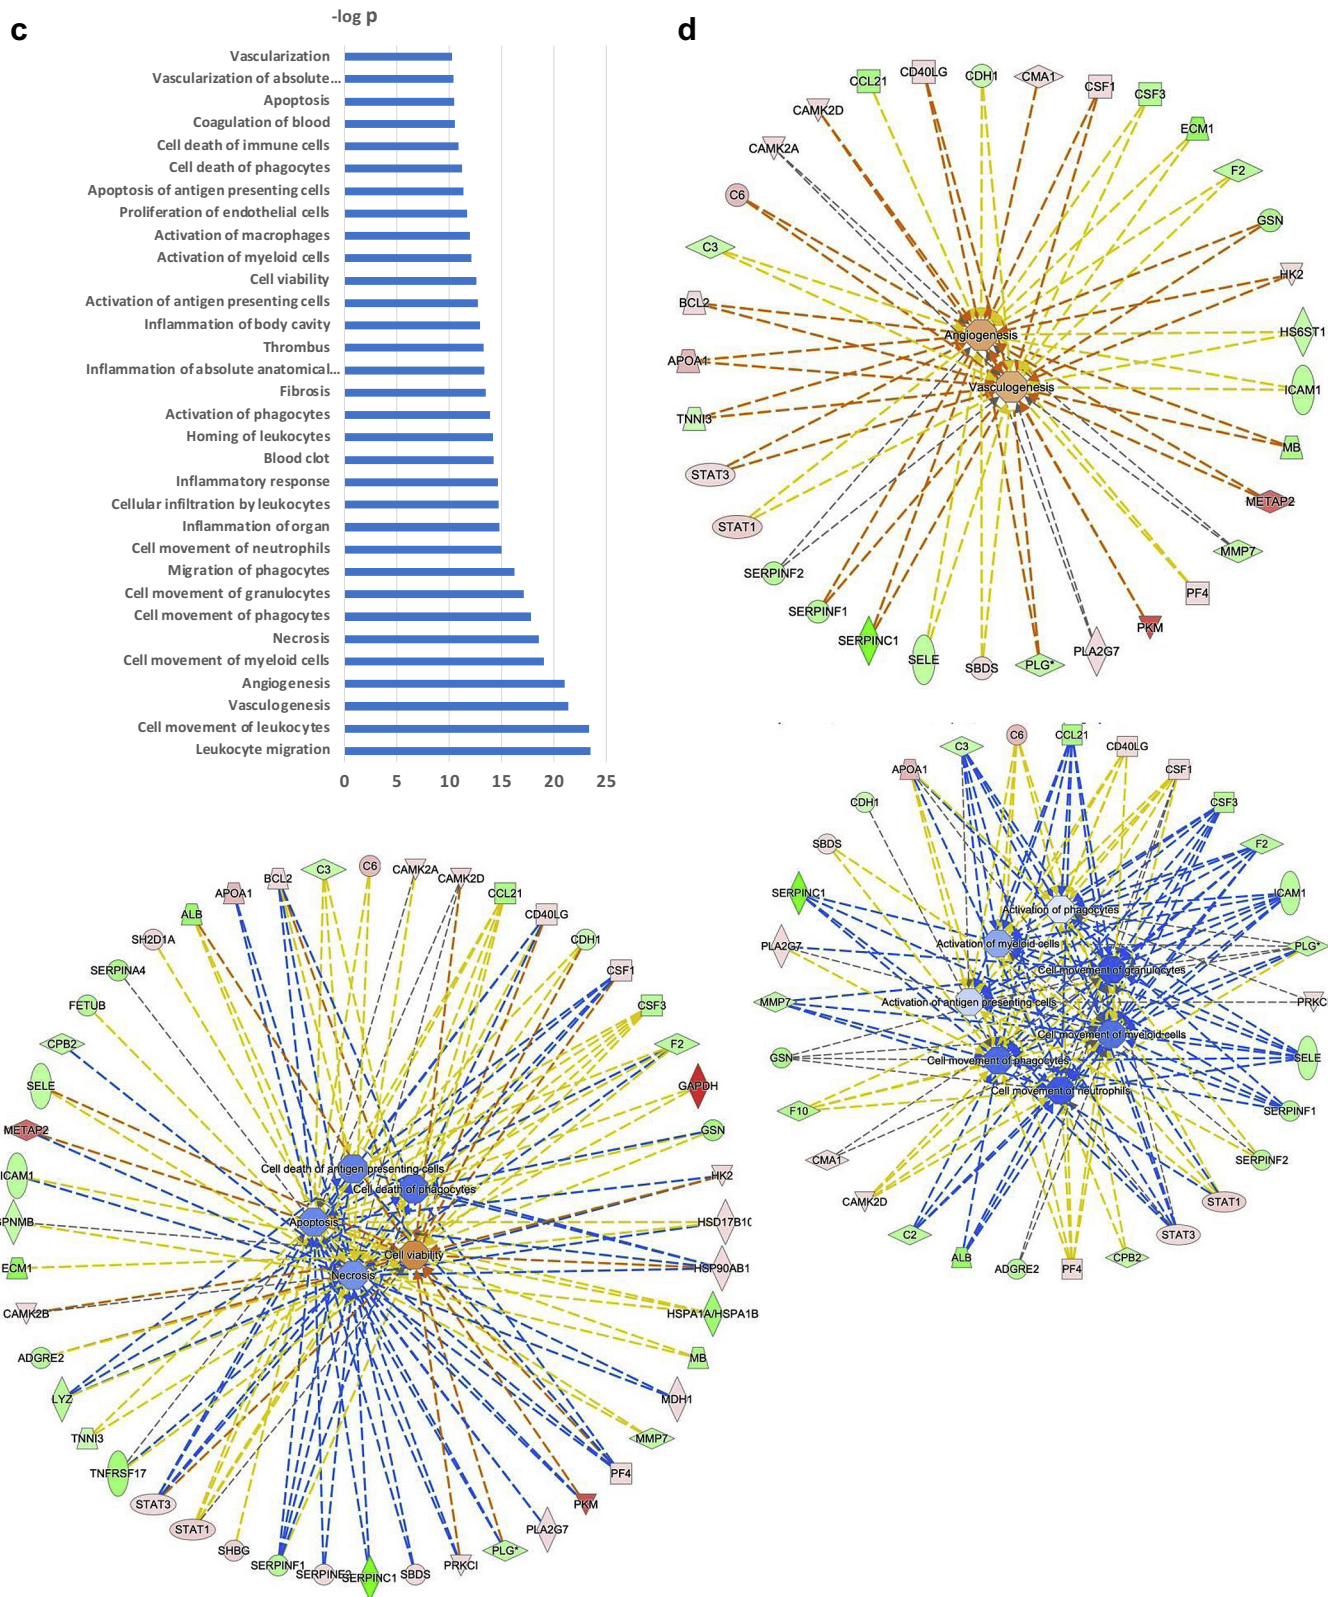 c
-log p
Vascularization
Vascularization of absolute…
Apoptosis
Coagulation of blood
Cell death of immune cells
Cell death of phagocytes
Apoptosis of antigen presenting cells
Proliferation of endothelial cells
Activation of macrophages
Activation of myeloid cells
Cell viability
Activation of antigen presenting cells
Inflammation of body cavity
Thrombus
Inflammation of absolute anatomical…
Fibrosis
Activation of phagocytes
Homing of leukocytes
Blood clot
Inflammatory response
Cellular infiltration by leukocytes
Inflammation of organ
Cell movement of neutrophils
Migration of phagocytes
Cell movement of granulocytes
Cell movement of phagocytes
Necrosis
Cell movement of myeloid cells
Angiogenesis
Vasculogenesis
Cell movement of leukocytes
Leukocyte migration
0 5 10 15 20 25
d
CD40LG
CDH1
CMA1
CCL21
CSF1
CSF3
CAMK2D
ECM1
CAMK2A
F2
C6
GSN
C3
HK2
BCL2
HS6ST1
Angiogenesis
APOA1
Vasculogenesis
ICAM1
TNNI3
MB
STAT3
METAP2
STAT1
MMP7
SERPINF2
PF4
SERPINF1
PKM
SERPINC1
PLA2G7
SELE
SBDS
PLG*
C6
CCL21
C3
CD40LG
APOA1
CSF1
CDH1
CSF3
SBDS
F2
SERPINC1
ICAM1
Activation of phagocytes
PLA2G7
Activation of myeloid cells
PLG*
Cell movement of granulocytes
MMP7
Activation of antigen presenting cells
PRKC
Cell movement of myeloid cells
GSN
Cell movement of phagocytes
SELE
Cell movement of neutrophils
F10
SERPINF1
CMA1
SERPINF2
CAMK2D
STAT1
C2
STAT3
ALB
ADGRE2
PF4
CPB2
C3
C6
CAMK2A
BCL2
CAMK2D
APOA1
CCL21
ALB
CD40LG
SH2D1A
CDH1
SERPINA4
CSF1
FETUB
CSF3
CPB2
F2
SELE
GAPDH
METAP2
GSN
ICAM1
Cell death of antigen presenting cells
HK2
Cell death of phagocytes
PNMB
Apoptosis
HSD17B10
Cell viability
ECM1
Necrosis
HSP90AB1
CAMK2B
HSPA1A/HSPA1B
ADGRE2
MB
LYZ
MDH1
TNNI3
MMP7
TNFRSF17
PF4
STAT3
PKM
STAT1
PLA2G7
SHBG
PLG*
SERPINF1
SERPINC1
SBDS
PRKCI